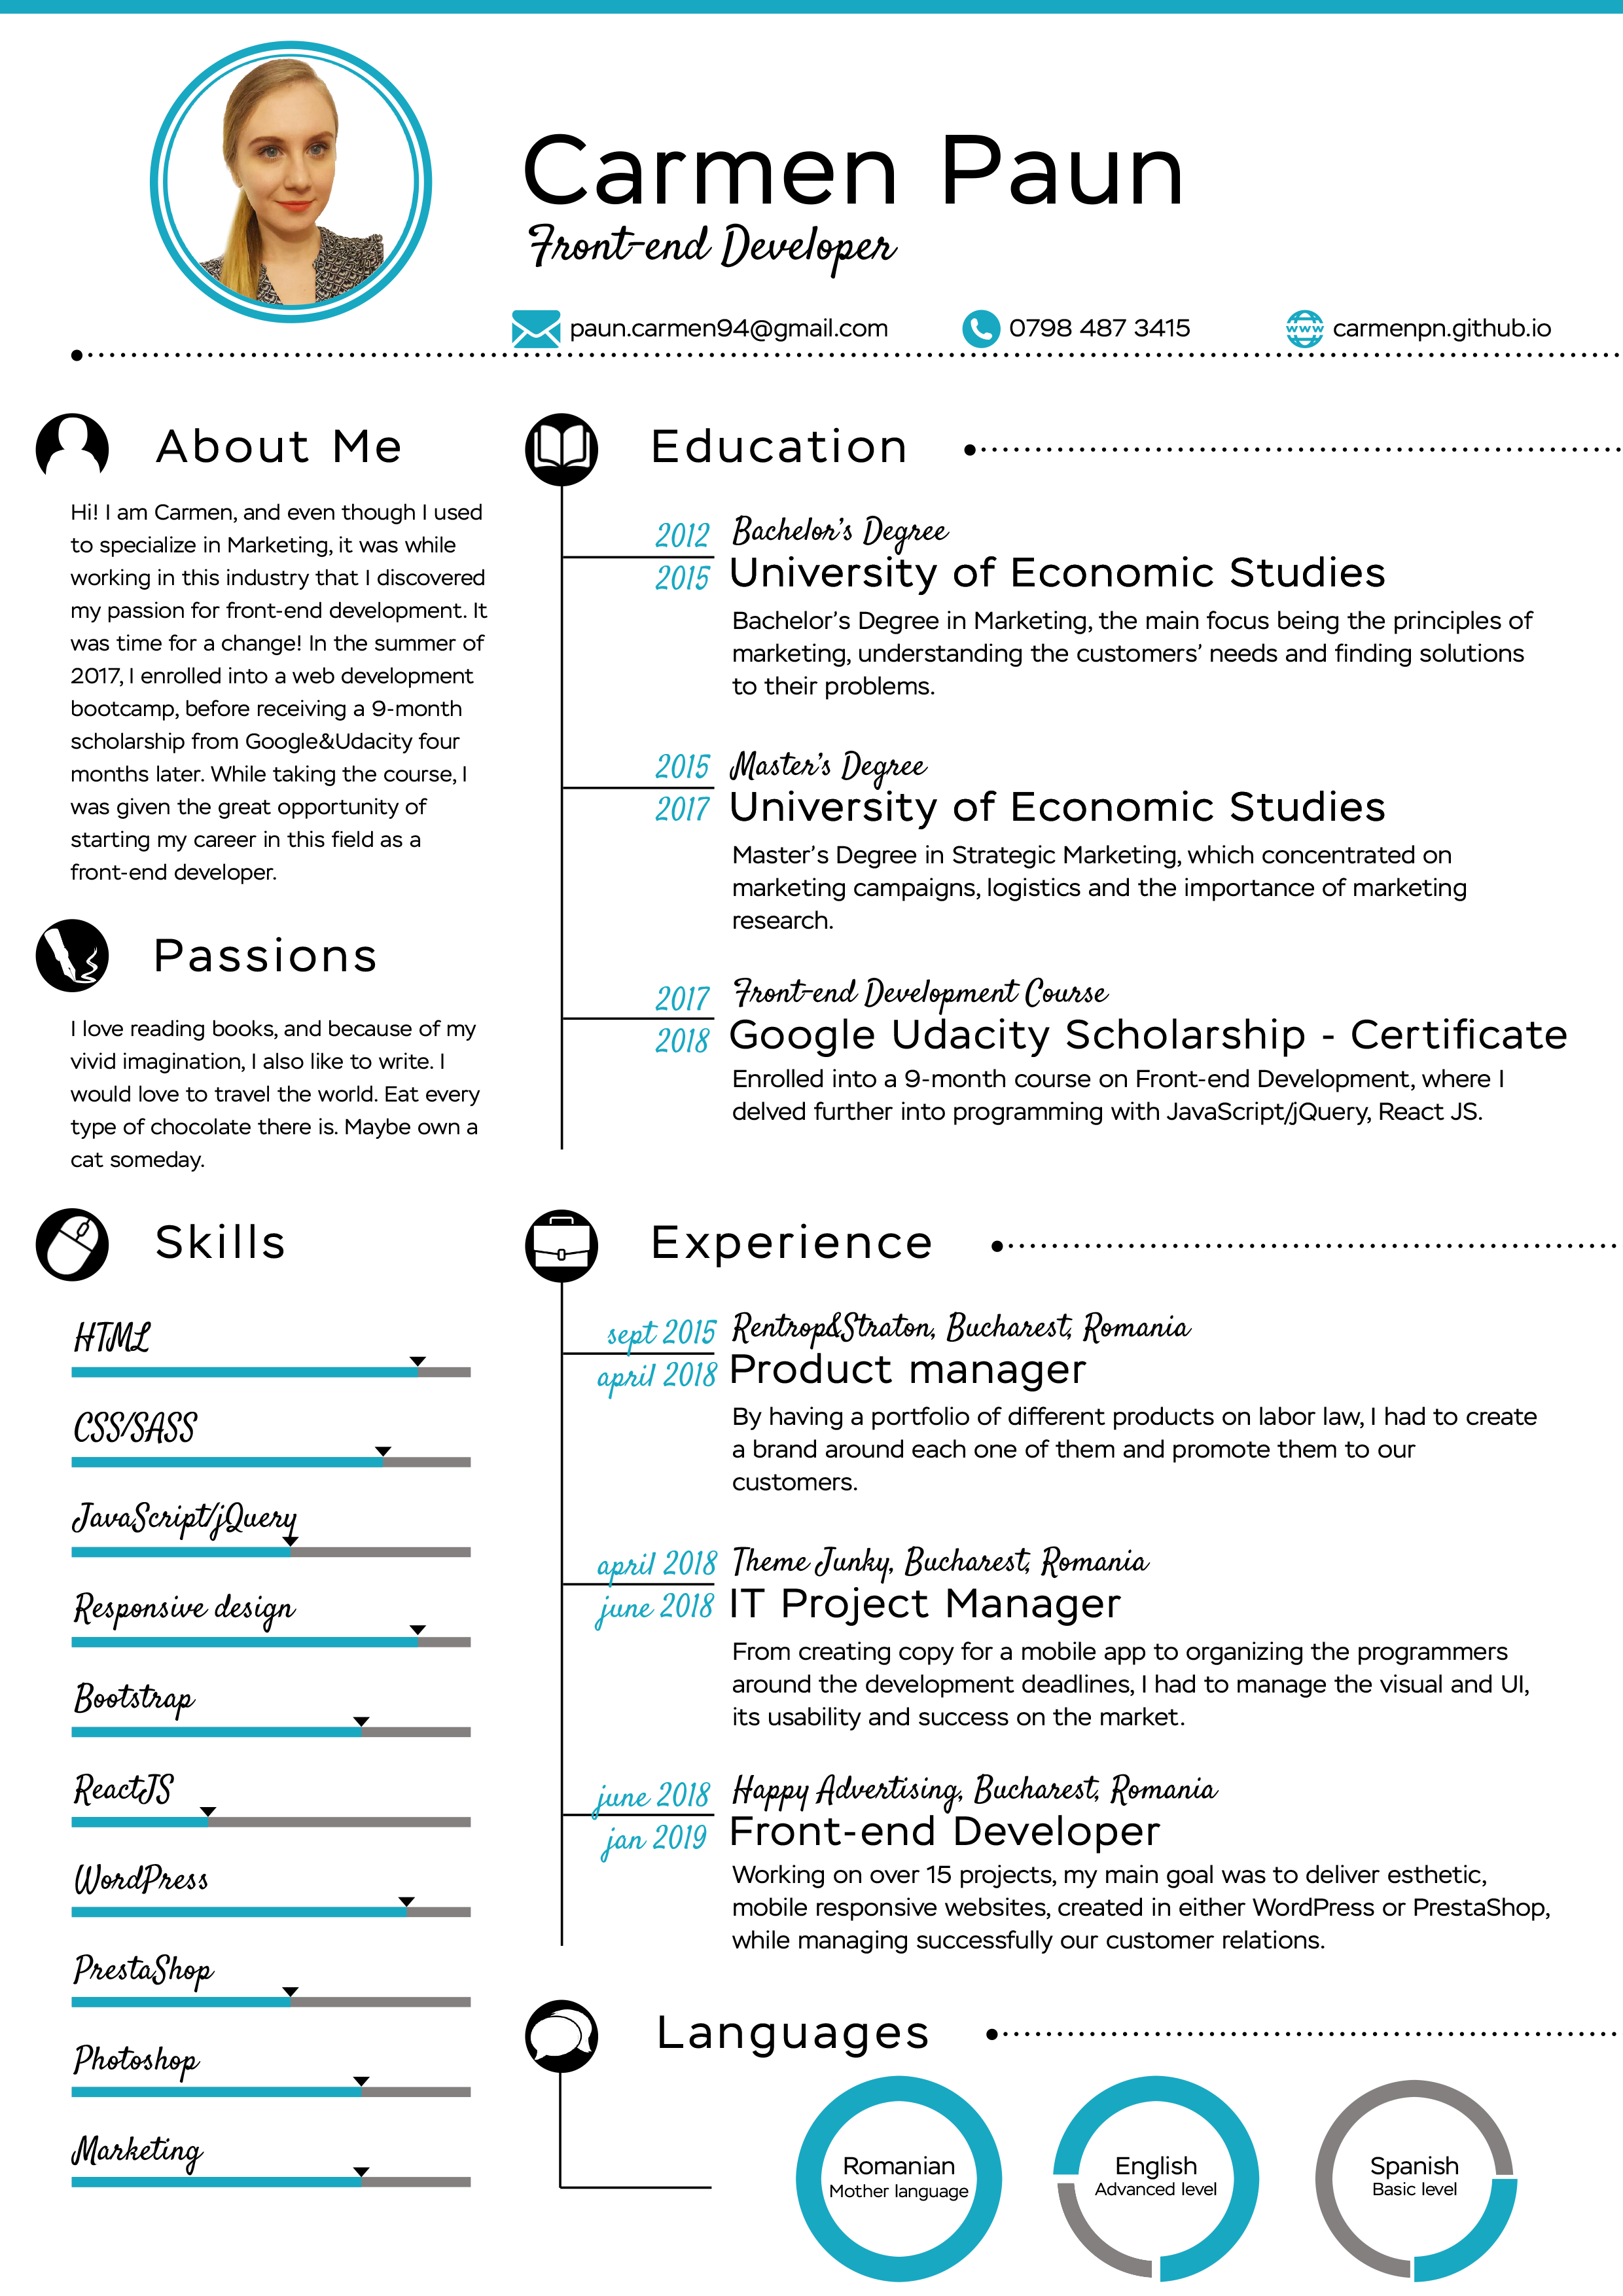 Carmen Paun
Front-end Developer
paun.carmen94@gmail.com
0798 487 3415
www
carmenpn.github.io
About Me
Hi! I am Carmen, and even though I used
to specialize in Marketing, it was while
working in this industry that I discovered
my passion for front-end development. It
was time for a change! In the summer of
2017, I enrolled into a web development
bootcamp, before receiving a 9-month
scholarship from Google&Udacity four
months later. While taking the course, I
was given the great opportunity of
starting my career in this field as a
front-end developer.
Passions
I love reading books, and because of my
vivid imagination, I also like to write. I
would love to travel the world. Eat every
type of chocolate there is. Maybe own a
cat someday.
Skills
HTML
CSS/SASS
JavaScript/jQuery
Responsive design
Bootstrap
ReactJS
WordPress
PrestaShop
Photoshop
Marketing
Education
2012
2015
Bachelor's Degree
University of Economic Studies
Bachelor's Degree in Marketing, the main focus being the principles of
marketing, understanding the customers' needs and finding solutions
to their problems.
2015
2017
Master's Degree
University of Economic Studies
Master's Degree in Strategic Marketing, which concentrated on
marketing campaigns, logistics and the importance of marketing
research.
2017
2018
Front-end Development Course
Google Udacity Scholarship - Certificate
Enrolled into a 9-month course on Front-end Development, where I
delved further into programming with JavaScript/jQuery, React JS.
Experience
sept 2015
april 2018
Rentrop&Straton, Bucharest, Romania
Product manager
By having a portfolio of different products on labor law, I had to create
a brand around each one of them and promote them to our
customers.
april 2018
june 2018
Theme Junky, Bucharest, Romania
IT Project Manager
From creating copy for a mobile app to organizing the programmers
around the development deadlines, I had to manage the visual and UI,
its usability and success on the market.
june 2018
jan 2019
Happy Advertising, Bucharest, Romania
Front-end Developer
Working on over 15 projects, my main goal was to deliver esthetic,
mobile responsive websites, created in either WordPress or PrestaShop,
while managing successfully our customer relations.
Languages
Romanian
Mother language
English
Advanced level
Spanish
Basic level